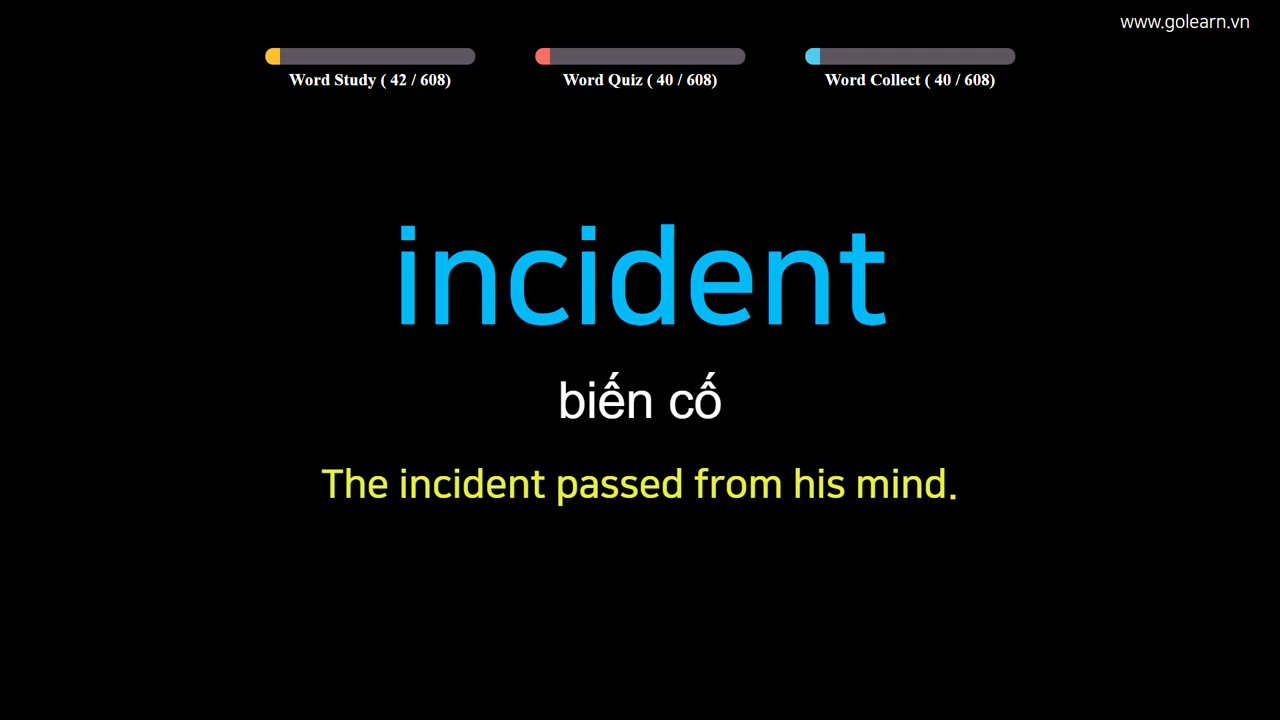 www.golearn.vn
Word Study ( 42 / 608)
Word Quiz ( 40 / 608)
Word Collect ( 40 / 608)
incident
biến cố
The incident passed from his mind.